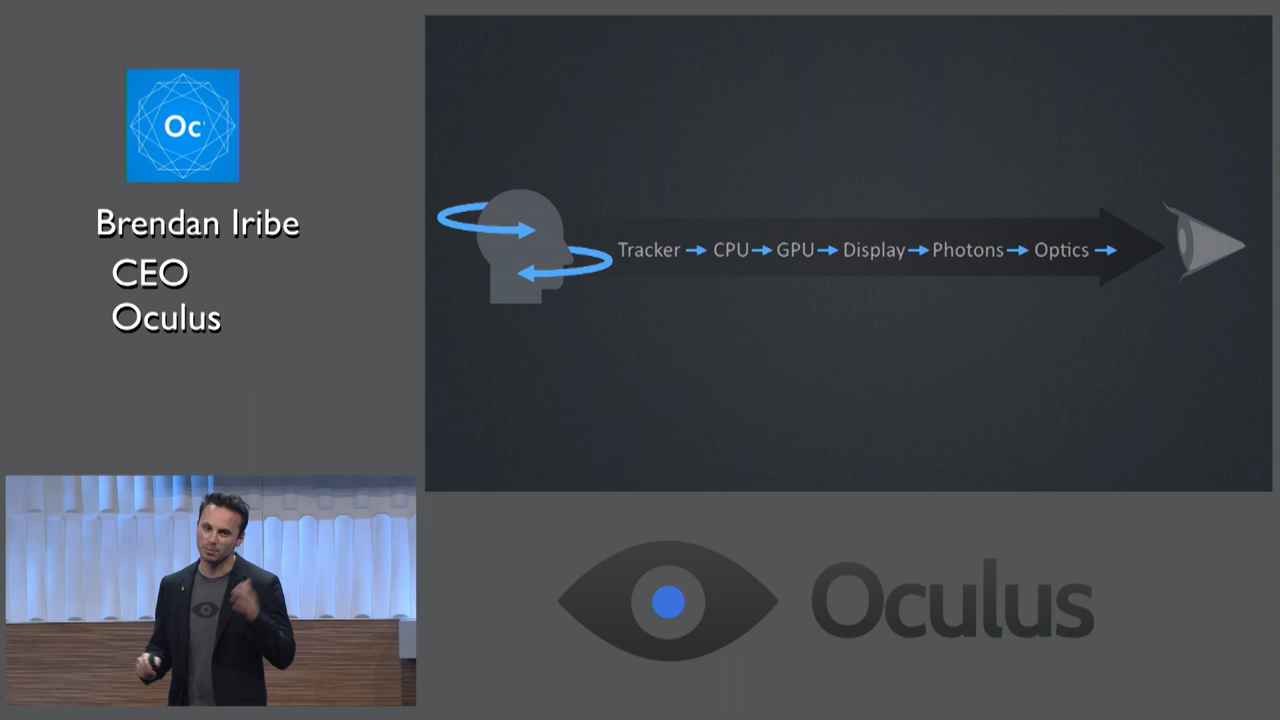 Oc
Brendan Iribe
CEO
Oculus
Tracker → CPU → GPU → Display → Photons → Optics →
Oculus